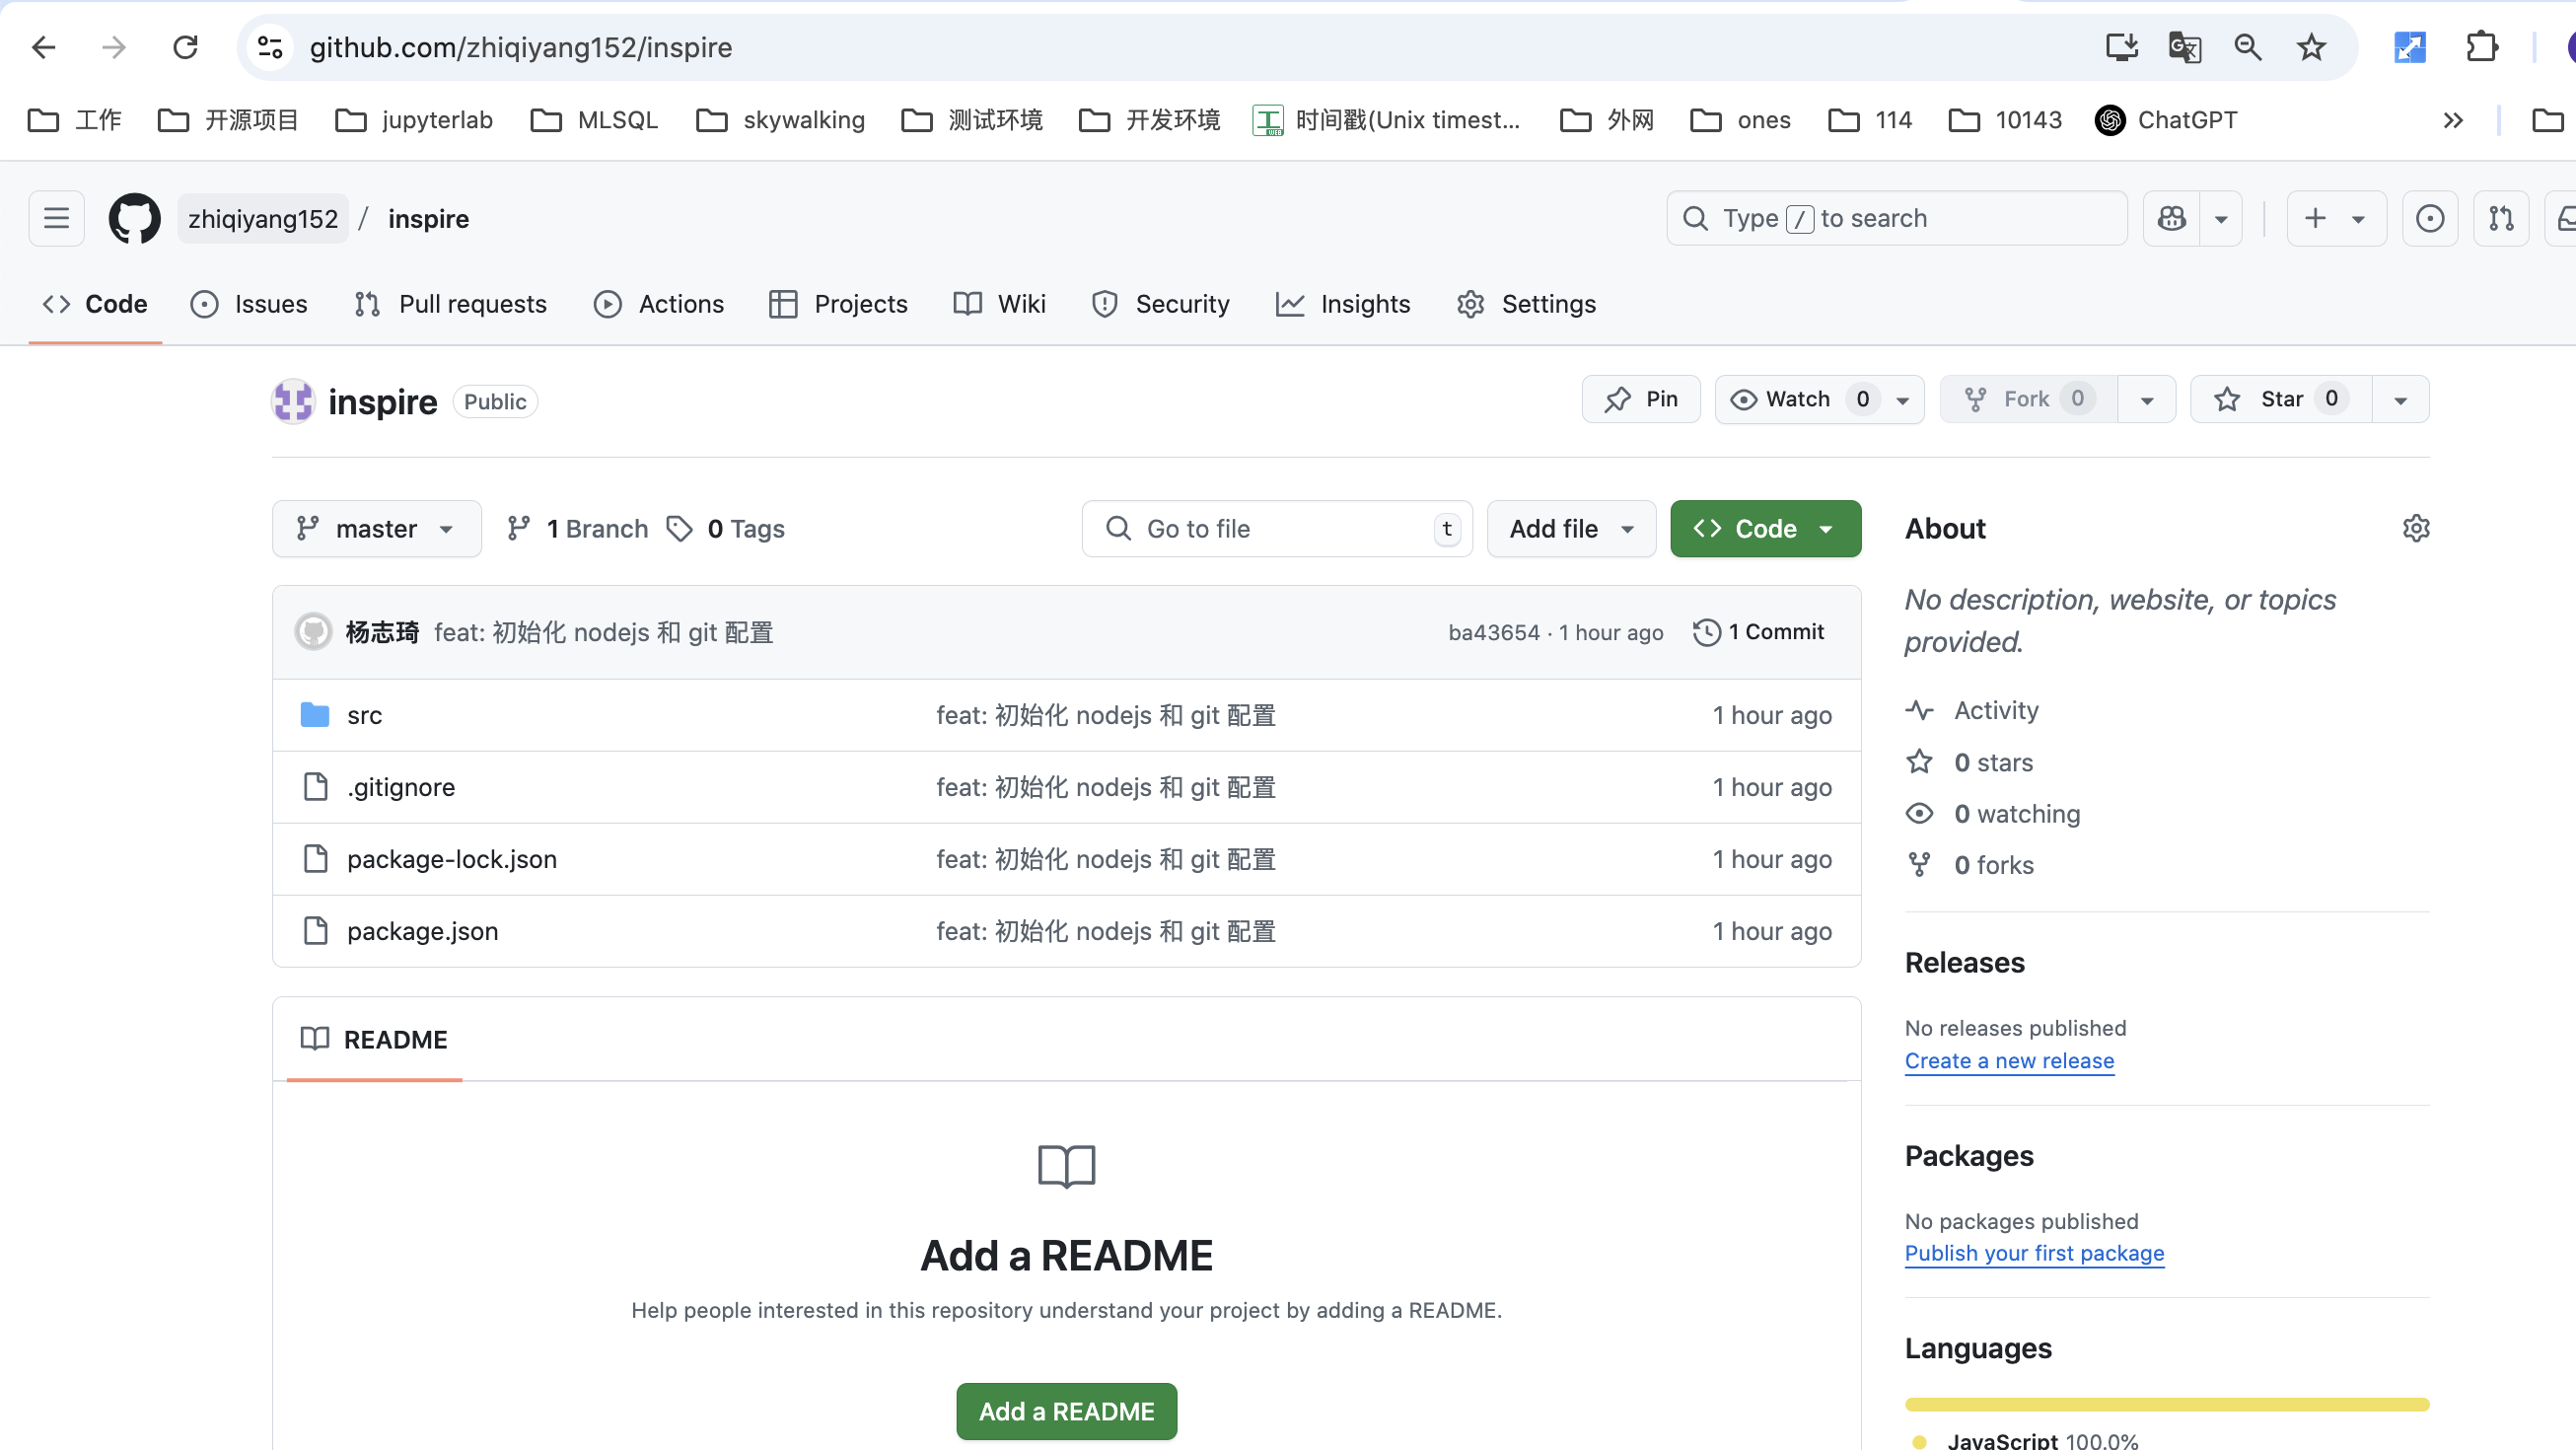 github.com/zhiqiyang152/inspire
工作 开源项目 jupyterlab MLSQL skywalking 测试环境 开发环境 时间戳(Unix timest... 外网 ones 114 10143 ChatGPT
zhiqiyang152 / inspire Type / to search
Code Issues Pull requests Actions Projects Wiki Security Insights Settings
inspire Public Pin Watch 0 Fork 0 Star 0
master 1 Branch 0 Tags Go to file t Add file Code
杨志琦 feat: 初始化 nodejs 和 git 配置 ba43654 · 1 hour ago 1 Commit
src feat: 初始化 nodejs 和 git 配置 1 hour ago
.gitignore feat: 初始化 nodejs 和 git 配置 1 hour ago
package-lock.json feat: 初始化 nodejs 和 git 配置 1 hour ago
package.json feat: 初始化 nodejs 和 git 配置 1 hour ago
README
Add a README
Help people interested in this repository understand your project by adding a README.
Add a README
About
No description, website, or topics
provided.
Activity
0 stars
0 watching
0 forks
Releases
No releases published
Create a new release
Packages
No packages published
Publish your first package
Languages
JavaScript 100.0%